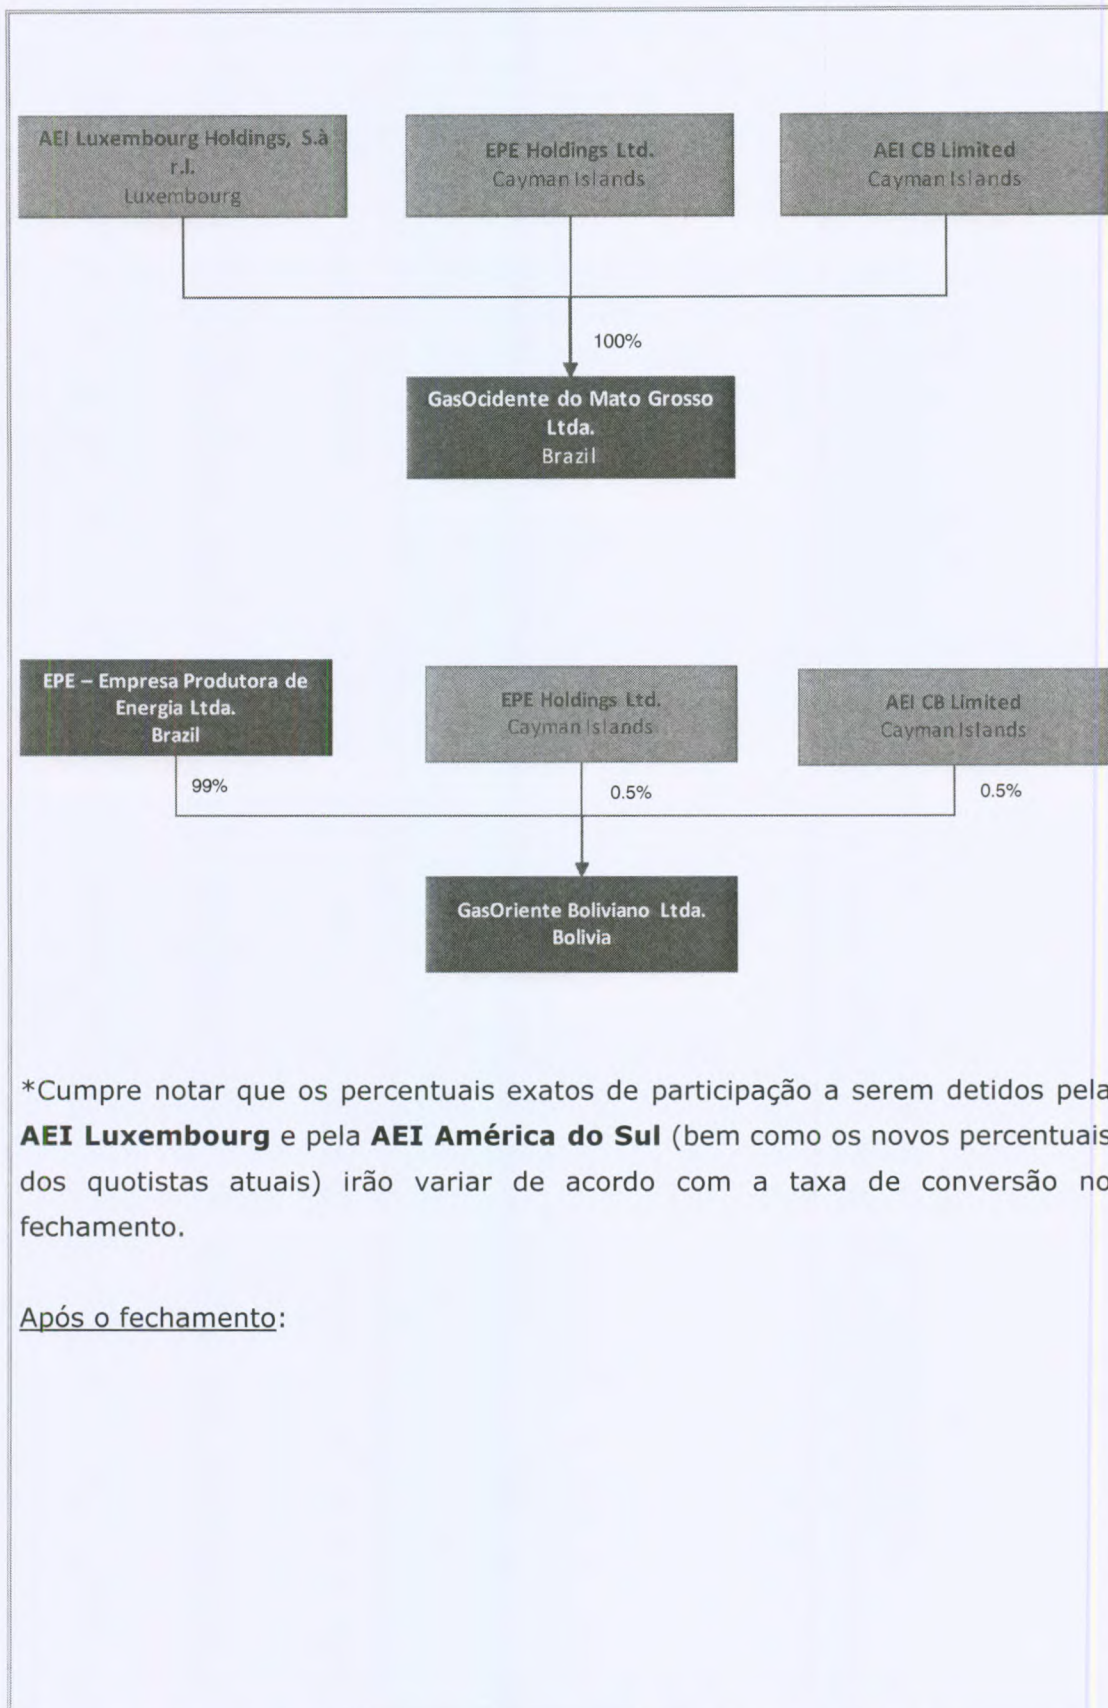 AEI Luxembourg Holdings, S.à
r.l.
Luxembourg
EPE Holdings Ltd.
Cayman Islands
AEI CB Limited
Cayman Islands
100%
GasOcidente do Mato Grosso
Ltda.
Brazil
EPE – Empresa Produtora de
Energia Ltda.
Brazil
EPE Holdings Ltd.
Cayman Islands
AEI CB Limited
Cayman Islands
99%
0.5%
0.5%
GasOriente Boliviano Ltda.
Bolivia
*Cumpre notar que os percentuais exatos de participação a serem detidos pela
AEI Luxembourg e pela AEI América do Sul (bem como os novos percentuais
dos quotistas atuais) irão variar de acordo com a taxa de conversão no
fechamento.
Após o fechamento: